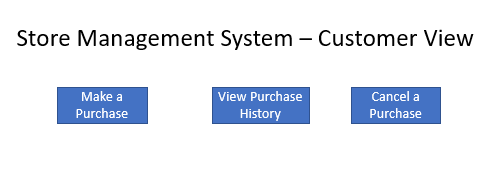 Store Management System – Customer View
Make a
Purchase
View Purchase
History
Cancel a
Purchase